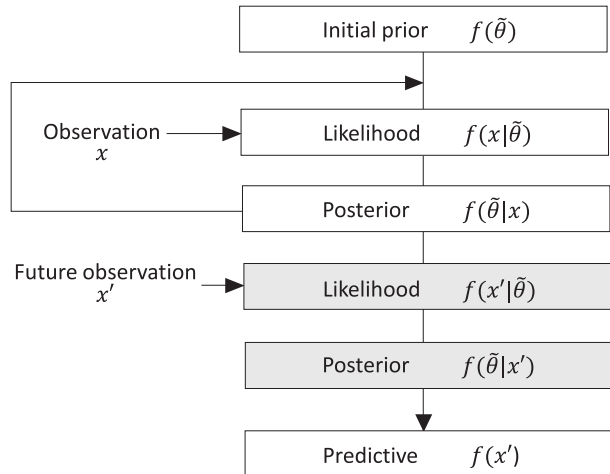 Initial prior f(θ̃)
Observation
x
Likelihood f(x|θ̃)
Posterior f(θ̃|x)
Future observation
x′
Likelihood f(x′|θ̃)
Posterior f(θ̃|x′)
Predictive f(x′)